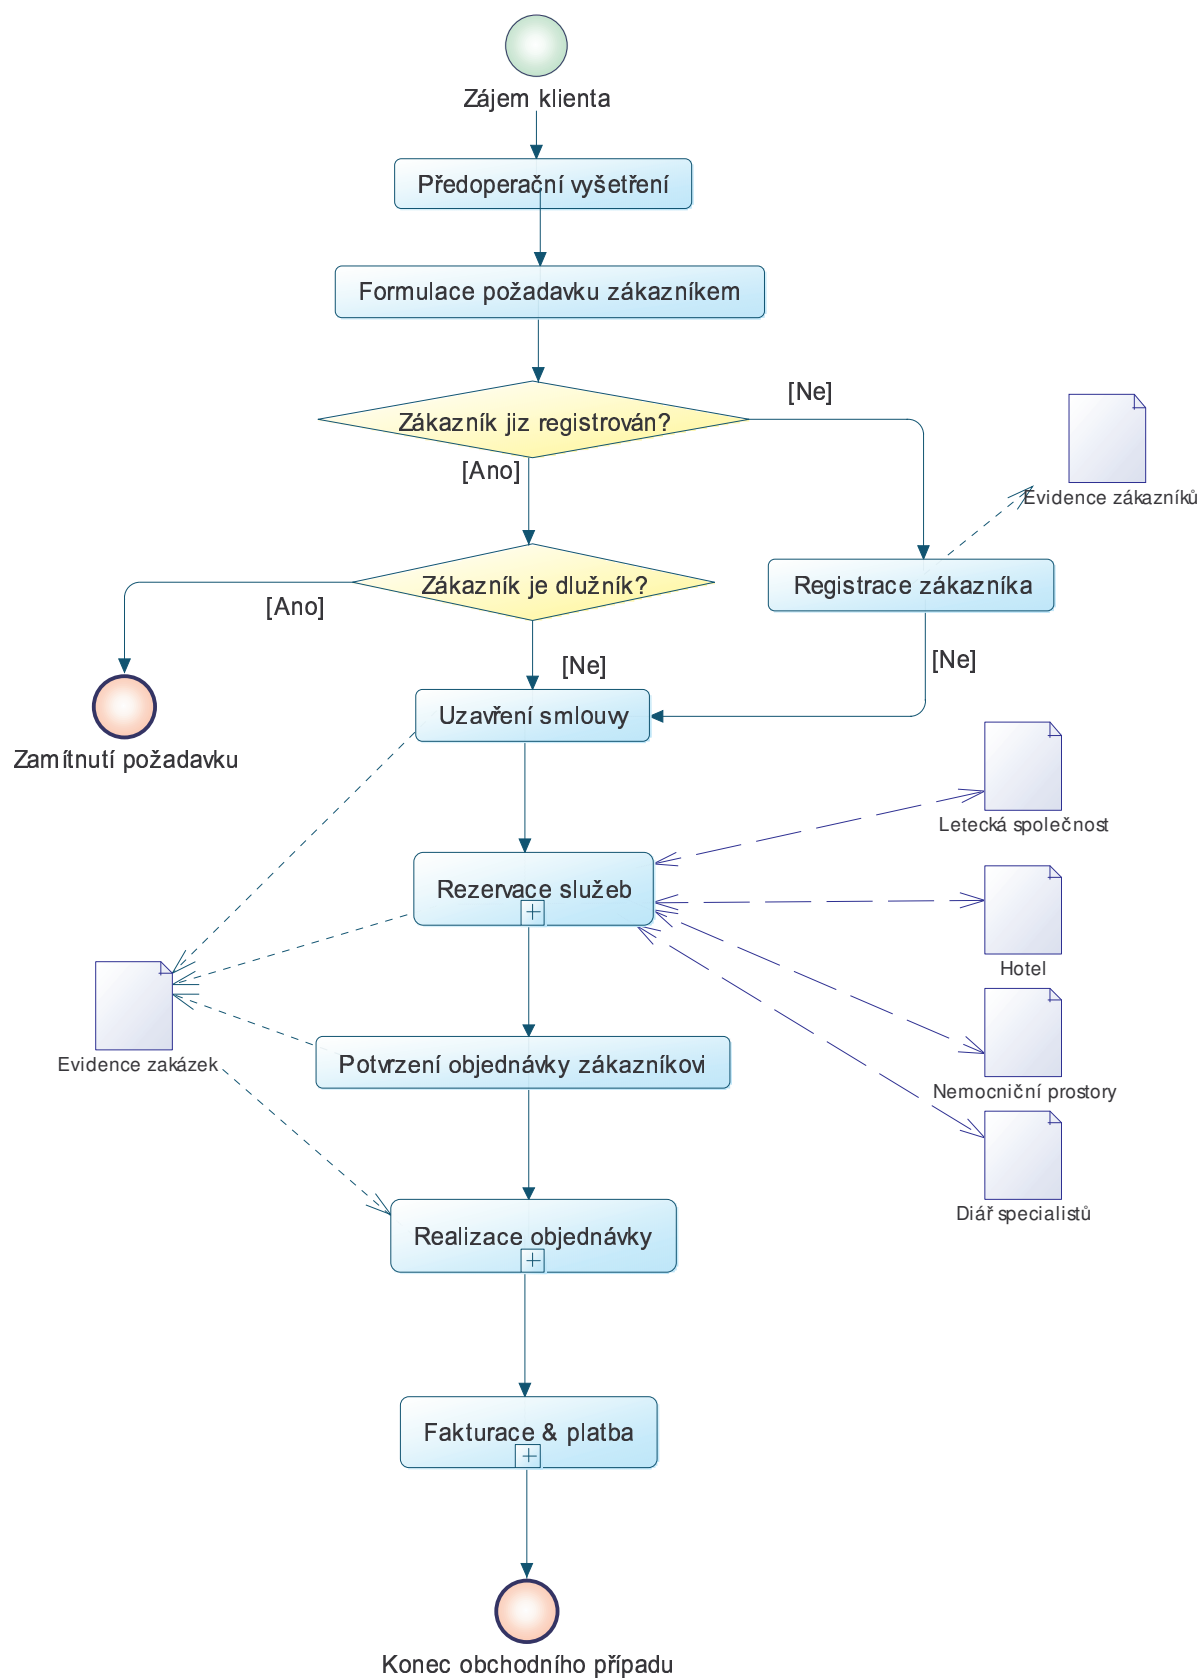 Zájem klienta
Předoperační vyšetření
Formulace požadavku zákazníkem
[Ne]
Zákazník jiz registrován?
[Ano]
Evidence zákazníků
Zákazník je dlužník?
Registrace zákazníka
[Ano]
[Ne]
[Ne]
Uzavření smlouvy
Zamítnutí požadavku
Letecká společnost
Rezervace služeb
Hotel
Evidence zakázek
Potvrzení objednávky zákazníkovi
Nemocniční prostory
Diář specialistů
Realizace objednávky
Fakturace & platba
Konec obchodního případu